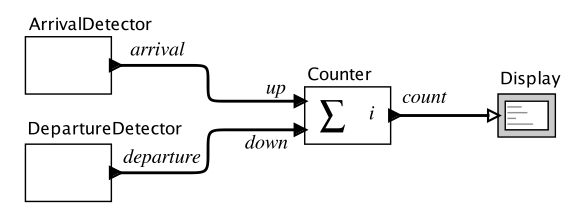 ArrivalDetector
arrival
up
Counter
Σ i
count
Display
DepartureDetector
departure
down